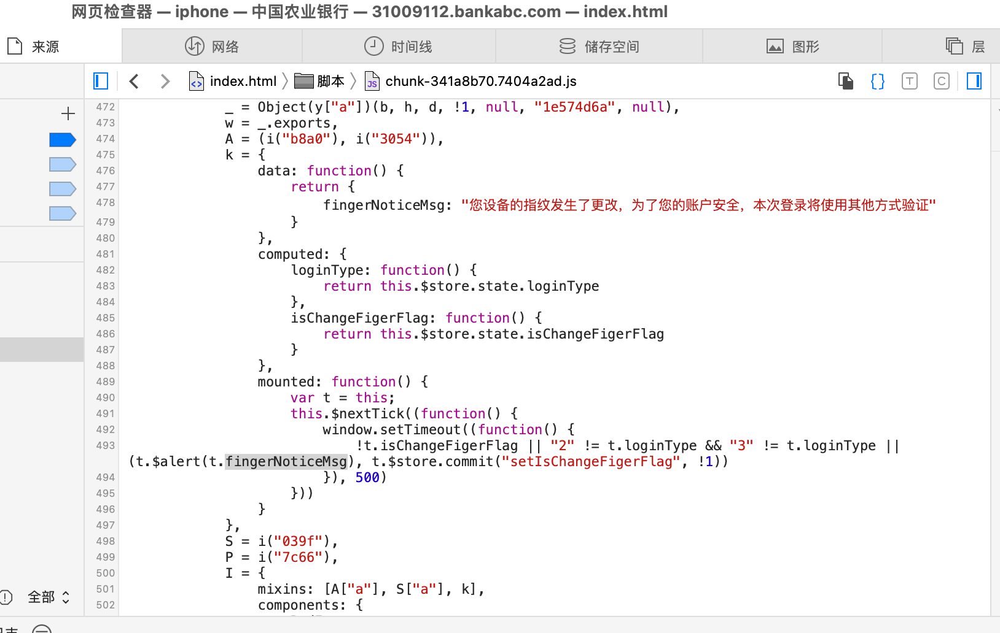 网页检查器 — iphone — 中国农业银行 — 31009112.bankabc.com — index.html
来源 网络 时间线 储存空间 图形 层
index.html 脚本 JS chunk-341a8b70.7404a2ad.js {} T C
472 _ = Object(y["a"])(b, h, d, !1, null, "1e574d6a", null),
473 w = _.exports,
474 A = (i("b8a0"), i("3054")),
475 k = {
476 data: function() {
477 return {
478 fingerNoticeMsg: "您设备的指纹发生了更改，为了您的账户安全，本次登录将使用其他方式验证"
479 }
480 },
481 computed: {
482 loginType: function() {
483 return this.$store.state.loginType
484 },
485 isChangeFigerFlag: function() {
486 return this.$store.state.isChangeFigerFlag
487 }
488 },
489 mounted: function() {
490 var t = this;
491 this.$nextTick((function() {
492 window.setTimeout((function() {
493 !t.isChangeFigerFlag || "2" != t.loginType && "3" != t.loginType ||
(t.$alert(t.fingerNoticeMsg), t.$store.commit("setIsChangeFigerFlag", !1))
494 }), 500)
495 }))
496 }
497 },
498 S = i("039f"),
499 P = i("7c66"),
500 I = {
501 mixins: [A["a"], S["a"], k],
502 components: {
全部